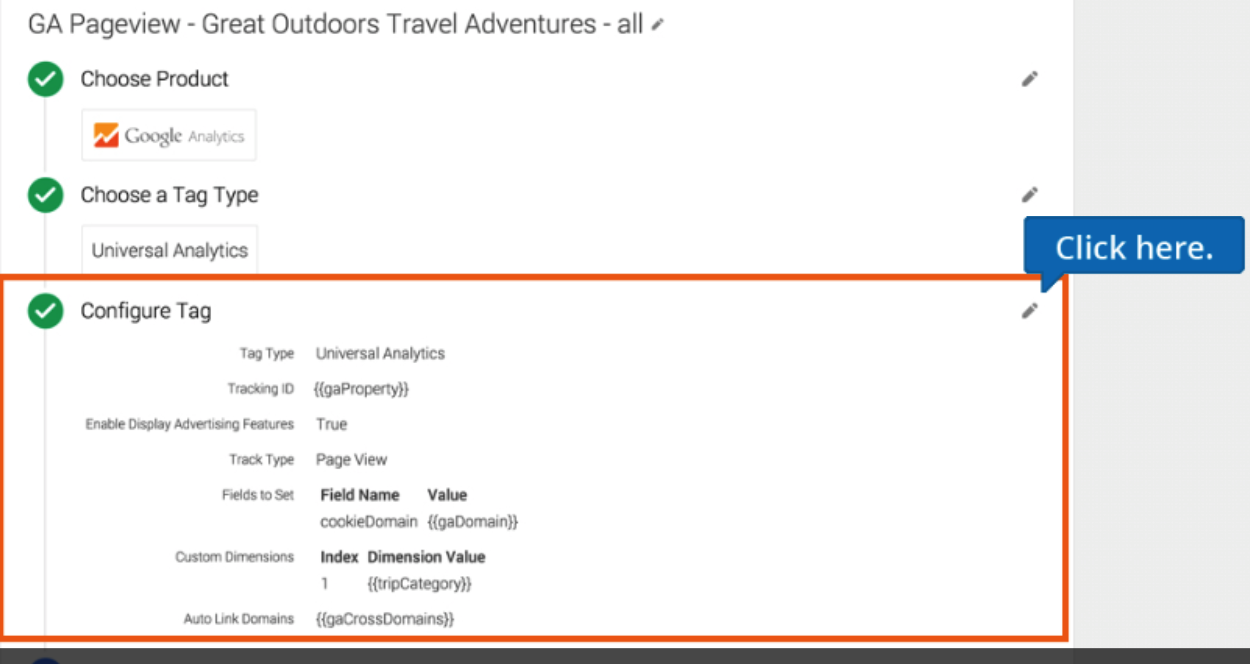 GA Pageview - Great Outdoors Travel Adventures - all
Choose Product
Google Analytics
Choose a Tag Type
Universal Analytics
Click here.
Configure Tag
Tag Type Universal Analytics
Tracking ID {{gaProperty}}
Enable Display Advertising Features True
Track Type Page View
Fields to Set Field Name Value
cookieDomain {{gaDomain}}
Custom Dimensions Index Dimension Value
1 {{tripCategory}}
Auto Link Domains {{gaCrossDomains}}